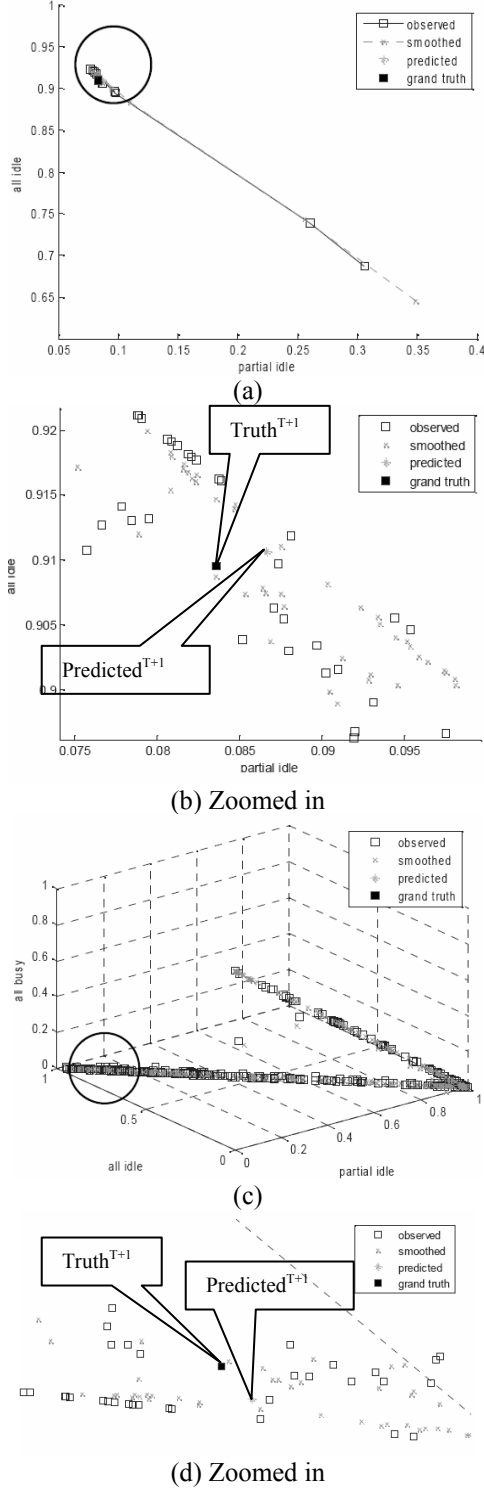 0.95
0.9
0.85
0.8
0.75
0.7
0.65
all idle
0.05 0.1 0.15 0.2 0.25 0.3 0.35 0.4
partial idle
observed
smoothed
predicted
grand truth
(a)
0.92
0.915
0.91
0.905
0.9
all idle
0.075 0.08 0.085 0.09 0.095
partial idle
observed
smoothed
predicted
grand truth
Truth^T+1
Predicted^T+1
(b) Zoomed in
1
0.8
0.6
0.4
0.2
0
all busy
1
0.5
0
all idle
0 0.2 0.4 0.6 0.8 1
partial idle
observed
smoothed
predicted
grand truth
(c)
Truth^T+1
Predicted^T+1
observed
smoothed
predicted
grand truth
(d) Zoomed in